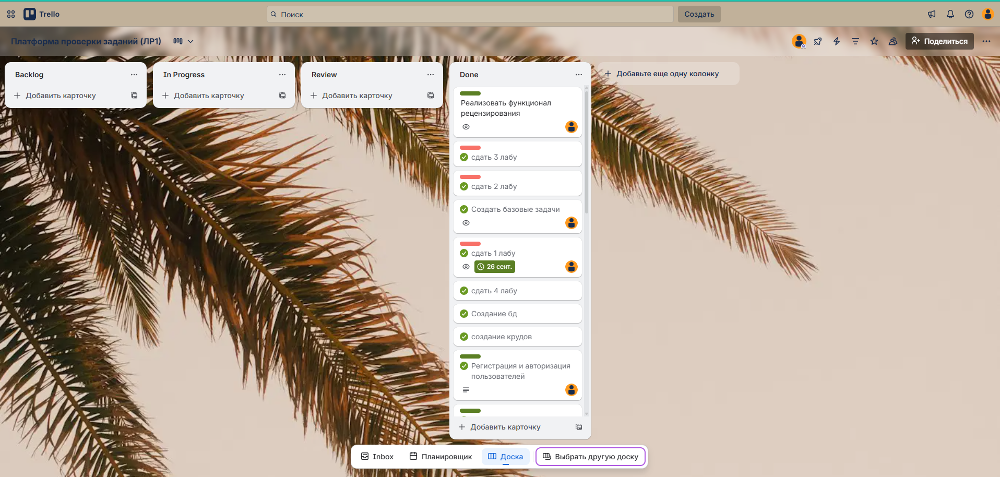 Trello
Поиск
Создать
Платформа проверки заданий (ЛР1)
Поделиться
Backlog
Добавить карточку
In Progress
Добавить карточку
Review
Добавить карточку
Done
Реализовать функционал
рецензирования
сдать 3 лабу
сдать 2 лабу
Создать базовые задачи
сдать 1 лабу
26 сент.
сдать 4 лабу
Создание бд
создание крудов
Регистрация и авторизация
пользователей
Добавить карточку
Добавьте еще одну колонку
Inbox
Планировщик
Доска
Выбрать другую доску